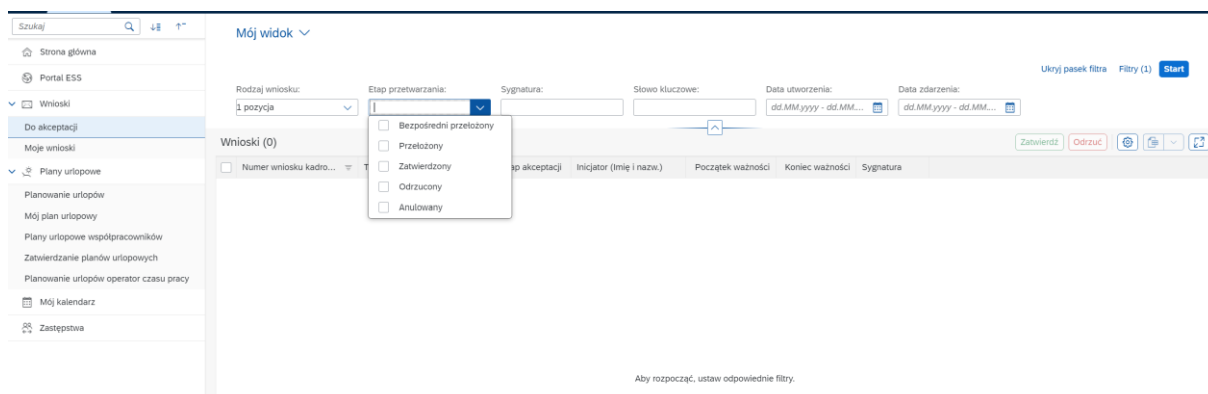 Szukaj
Strona główna
Portal ESS
Wnioski
Do akceptacji
Moje wnioski
Plany urlopowe
Planowanie urlopów
Mój plan urlopowy
Plany urlopowe współpracowników
Zatwierdzanie planów urlopowych
Planowanie urlopów operator czasu pracy
Mój kalendarz
Zastępstwa
Mój widok
Ukryj pasek filtra Filtry (1) Start
Rodzaj wniosku: Etap przetwarzania: Sygnatura: Słowo kluczowe: Data utworzenia: Data zdarzenia:
1 pozycja dd.MM.yyyy - dd.MM.... dd.MM.yyyy - dd.MM....
Bezpośredni przełożony
Przełożony
Zatwierdzony
Odrzucony
Anulowany
Wnioski (0) Zatwierdź Odrzuć
Numer wniosku kadro... T ap akceptacji Inicjator (Imię i nazw.) Początek ważności Koniec ważności Sygnatura
Aby rozpocząć, ustaw odpowiednie filtry.